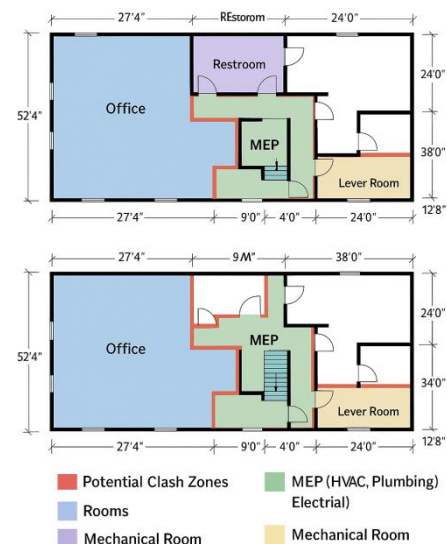 27'4" REstorom 24'0"
Restroom
Office
MEP
Lever Room
52'4"
24'0"
38'0"
12'8"
27'4" 9'0" 4'0" 24'0"
27'4" 9M" 38'0"
Office
MEP
Lever Room
52'4"
24'0"
34'0"
12'8"
27'4" 9'0" 4'0" 24'0"
Potential Clash Zones
Rooms
Mechanical Room
MEP (HVAC, Plumbing)
Electrial)
Mechanical Room